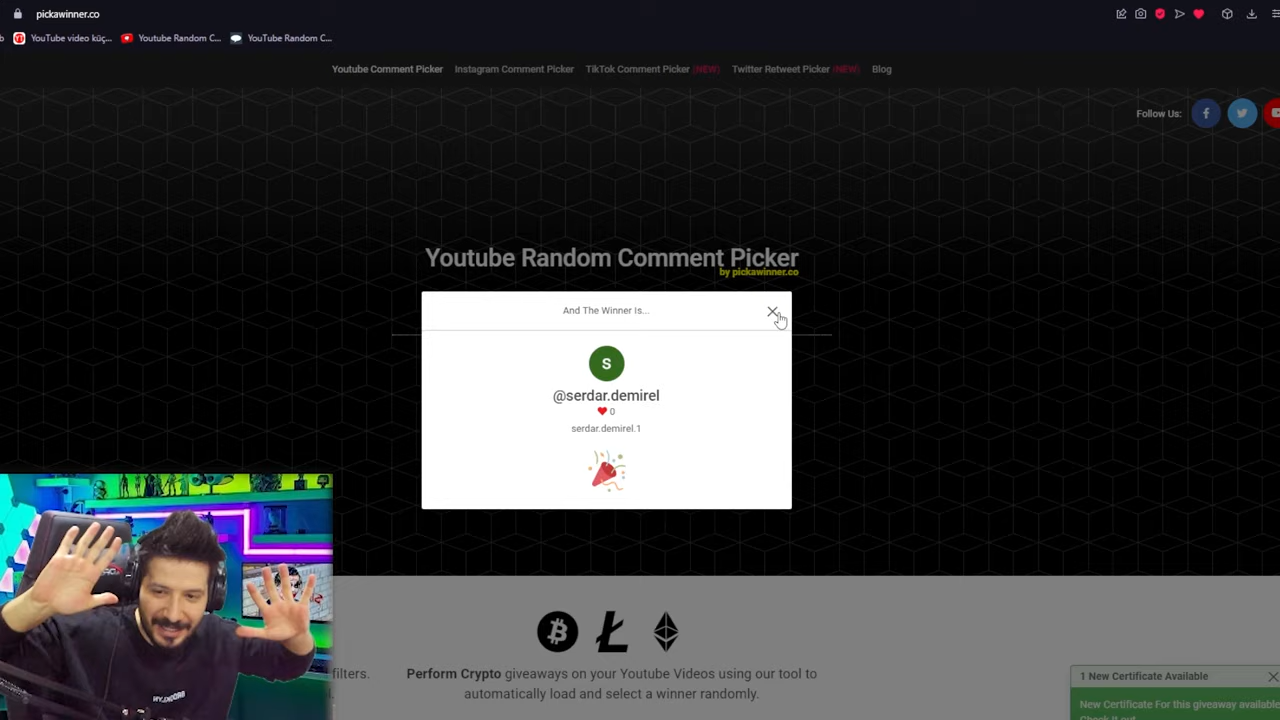 pickawinner.co
YouTube video küç...
Youtube Random C...
YouTube Random C...
Youtube Comment Picker
Instagram Comment Picker
TikTok Comment Picker (NEW)
Twitter Retweet Picker (NEW)
Blog
Follow Us:
Youtube Random Comment Picker
by pickawinner.co
And The Winner Is...
S
@serdar.demirel
0
serdar.demirel.1
filters.
Perform Crypto giveaways on your Youtube Videos using our tool to
automatically load and select a winner randomly.
1 New Certificate Available
New Certificate For this giveaway available
Check it out